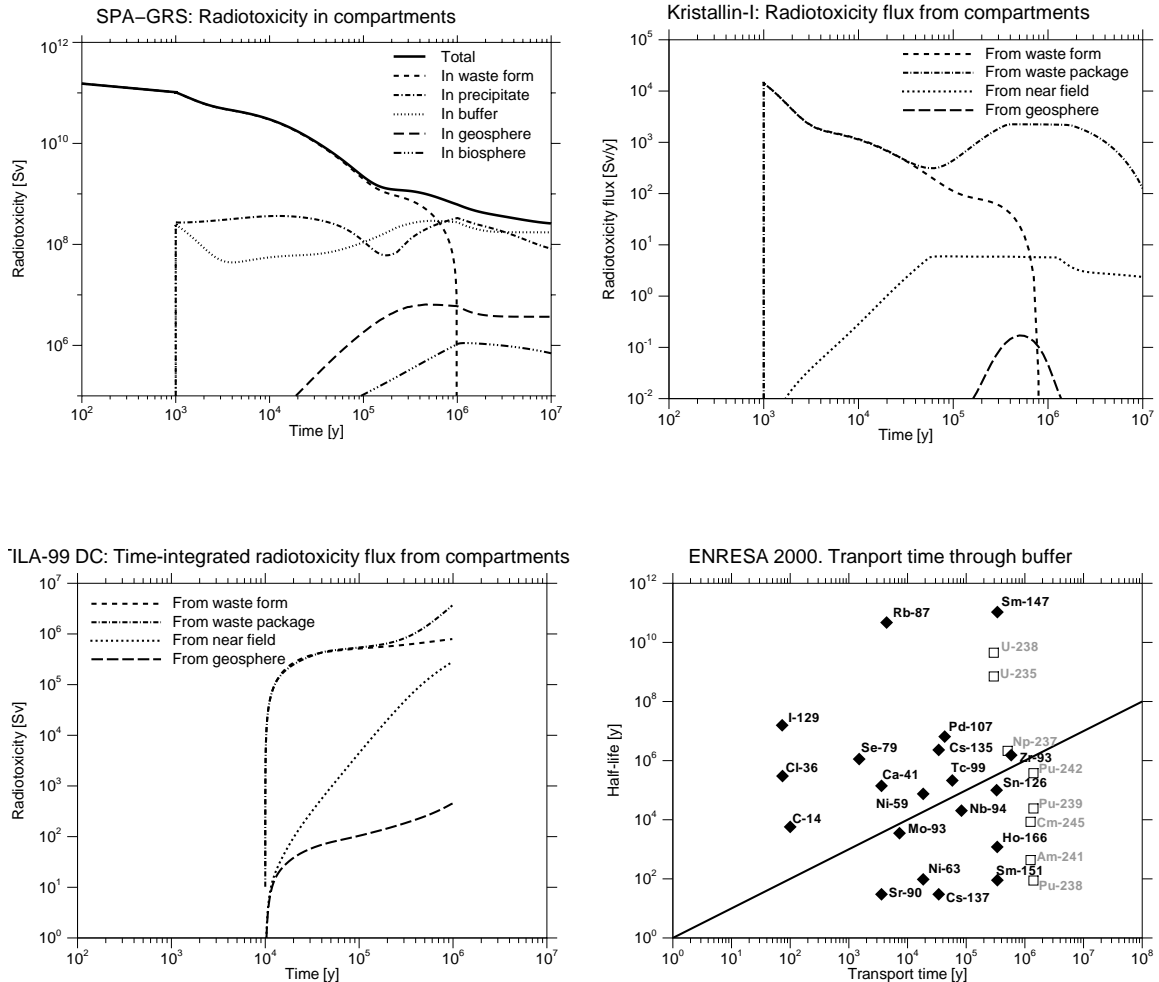 SPA–GRS: Radiotoxicity in compartments
Radiotoxicity [Sv]
10^12
10^10
10^8
10^6
Total
In waste form
In precipitate
In buffer
In geosphere
In biosphere
10^2 10^3 10^4 10^5 10^6 10^7
Time [y]
Kristallin-I: Radiotoxicity flux from compartments
Radiotoxicity flux [Sv/y]
10^5
10^4
10^3
10^2
10^1
10^0
10^-1
10^-2
From waste form
From waste package
From near field
From geosphere
10^2 10^3 10^4 10^5 10^6 10^7
Time [y]
ILA-99 DC: Time-integrated radiotoxicity flux from compartments
Radiotoxicity [Sv]
10^7
10^6
10^5
10^4
10^3
10^2
10^1
10^0
From waste form
From waste package
From near field
From geosphere
10^2 10^3 10^4 10^5 10^6 10^7
Time [y]
ENRESA 2000. Tranport time through buffer
Half-life [y]
10^12
10^10
10^8
10^6
10^4
10^2
10^0
Sm-147
Rb-87
U-238
U-235
I-129
Pd-107
Np-237
Se-79
Cs-135
Zr-93
Cl-36
Ca-41
Tc-99
Pu-242
Sn-126
Ni-59
Nb-94
Pu-239
C-14
Mo-93
Cm-245
Ho-166
Am-241
Ni-63
Sm-151
Sr-90
Cs-137
Pu-238
10^0 10^1 10^2 10^3 10^4 10^5 10^6 10^7 10^8
Transport time [y]